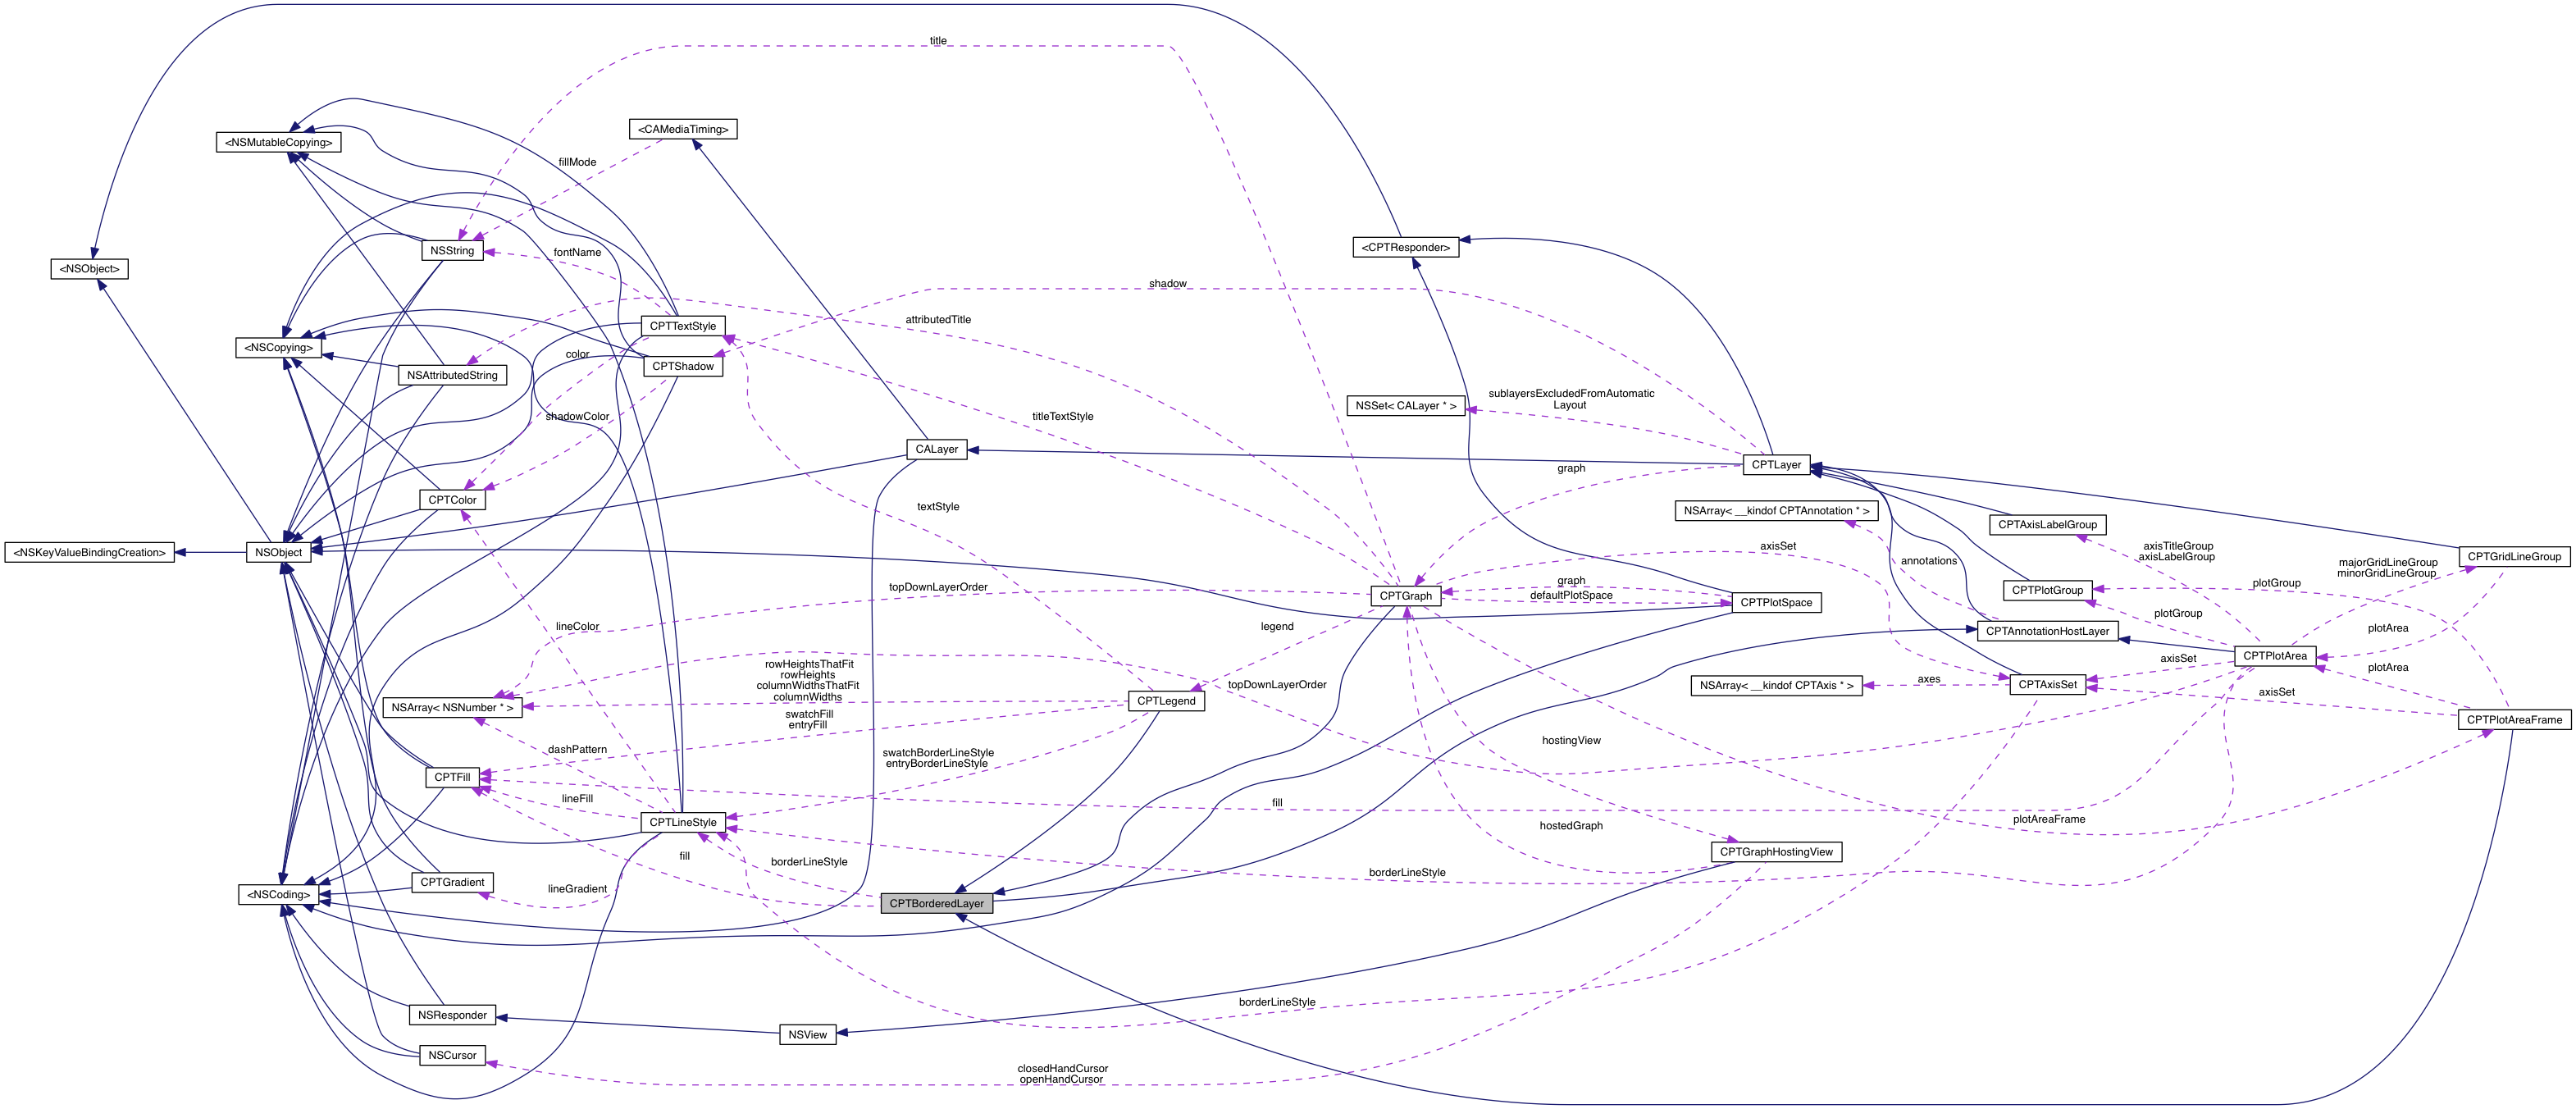 title
<CAMediaTiming>
<NSMutableCopying>
fillMode
<CPTResponder>
NSString
fontName
<NSObject>
shadow
attributedTitle
CPTTextStyle
<NSCopying>
color
CPTShadow
NSAttributedString
sublayersExcludedFromAutomatic
Layout
NSSet< CALayer * >
titleTextStyle
shadowColor
CALayer
CPTLayer
graph
CPTColor
textStyle
NSArray< __kindof CPTAnnotation * >
CPTAxisLabelGroup
<NSKeyValueBindingCreation>
NSObject
axisSet
annotations
axisTitleGroup
axisLabelGroup
CPTGridLineGroup
majorGridLineGroup
minorGridLineGroup
topDownLayerOrder
graph
defaultPlotSpace
CPTGraph
CPTPlotSpace
CPTPlotGroup
plotGroup
plotGroup
lineColor
legend
CPTAnnotationHostLayer
plotArea
CPTPlotArea
axisSet
plotArea
rowHeightsThatFit
rowHeights
columnWidthsThatFit
columnWidths
topDownLayerOrder
NSArray< __kindof CPTAxis * >
axes
CPTAxisSet
axisSet
NSArray< NSNumber * >
CPTLegend
CPTPlotAreaFrame
swatchFill
entryFill
hostingView
dashPattern
swatchBorderLineStyle
entryBorderLineStyle
CPTFill
lineFill
fill
CPTLineStyle
hostedGraph
plotAreaFrame
CPTGraphHostingView
fill
borderLineStyle
borderLineStyle
CPTGradient
lineGradient
<NSCoding>
CPTBorderedLayer
borderLineStyle
NSResponder
NSView
NSCursor
closedHandCursor
openHandCursor